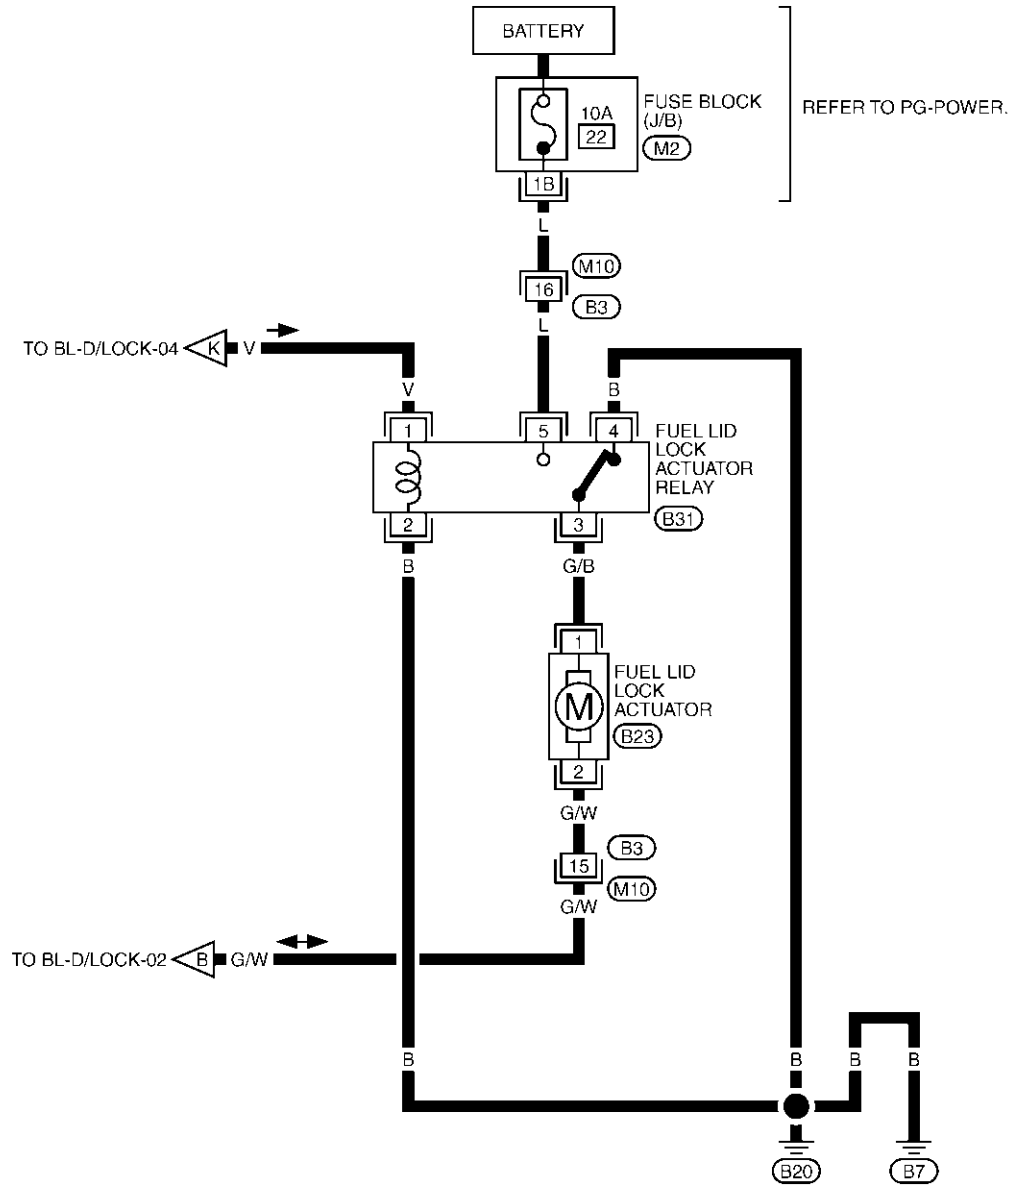 BATTERY
10A
22
FUSE BLOCK
(J/B)
M2
REFER TO PG-POWER.
1B
L
M10
16
B3
L
TO BL-D/LOCK-04
K
V
V
B
1
5
4
FUEL LID
LOCK
ACTUATOR
RELAY
B31
2
3
B
G/B
1
M
FUEL LID
LOCK
ACTUATOR
B23
2
G/W
B3
15
M10
G/W
TO BL-D/LOCK-02
B
G/W
B
B
B
B
B20
B7